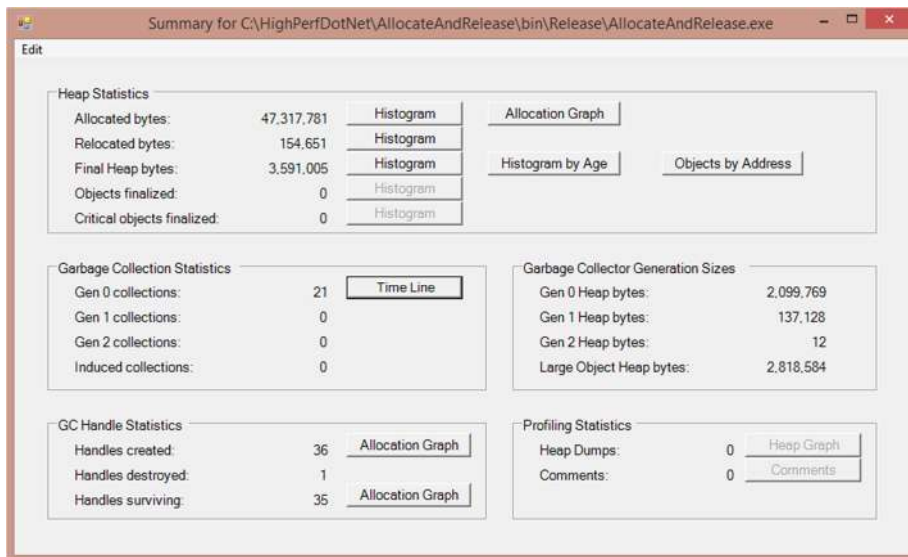 Summary for C:\HighPerfDotNet\AllocateAndRelease\bin\Release\AllocateAndRelease.exe
Edit
Heap Statistics
Allocated bytes: 47,317,781 Histogram Allocation Graph
Relocated bytes: 154,651 Histogram
Final Heap bytes: 3,591,005 Histogram Histogram by Age Objects by Address
Objects finalized: 0 Histogram
Critical objects finalized: 0 Histogram
Garbage Collection Statistics
Gen 0 collections: 21 Time Line
Gen 1 collections: 0
Gen 2 collections: 0
Induced collections: 0
Garbage Collector Generation Sizes
Gen 0 Heap bytes: 2,099,769
Gen 1 Heap bytes: 137,128
Gen 2 Heap bytes: 12
Large Object Heap bytes: 2,818,584
GC Handle Statistics
Handles created: 36 Allocation Graph
Handles destroyed: 1
Handles surviving: 35 Allocation Graph
Profiling Statistics
Heap Dumps: 0 Heap Graph
Comments: 0 Comments